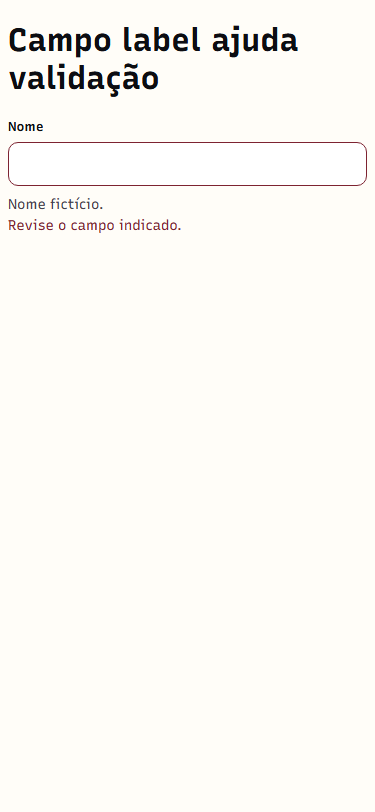 Campo label ajuda
validação
Nome
Nome fictício.
Revise o campo indicado.